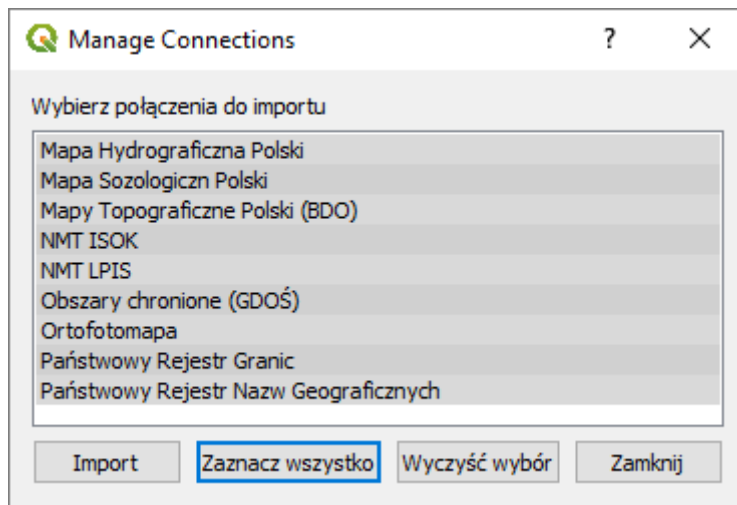 Manage Connections
Wybierz połączenia do importu
Mapa Hydrograficzna Polski
Mapa Sozologiczn Polski
Mapy Topograficzne Polski (BDO)
NMT ISOK
NMT LPIS
Obszary chronione (GDOŚ)
Ortofotomapa
Państwowy Rejestr Granic
Państwowy Rejestr Nazw Geograficznych
Import Zaznacz wszystko Wyczyść wybór Zamknij